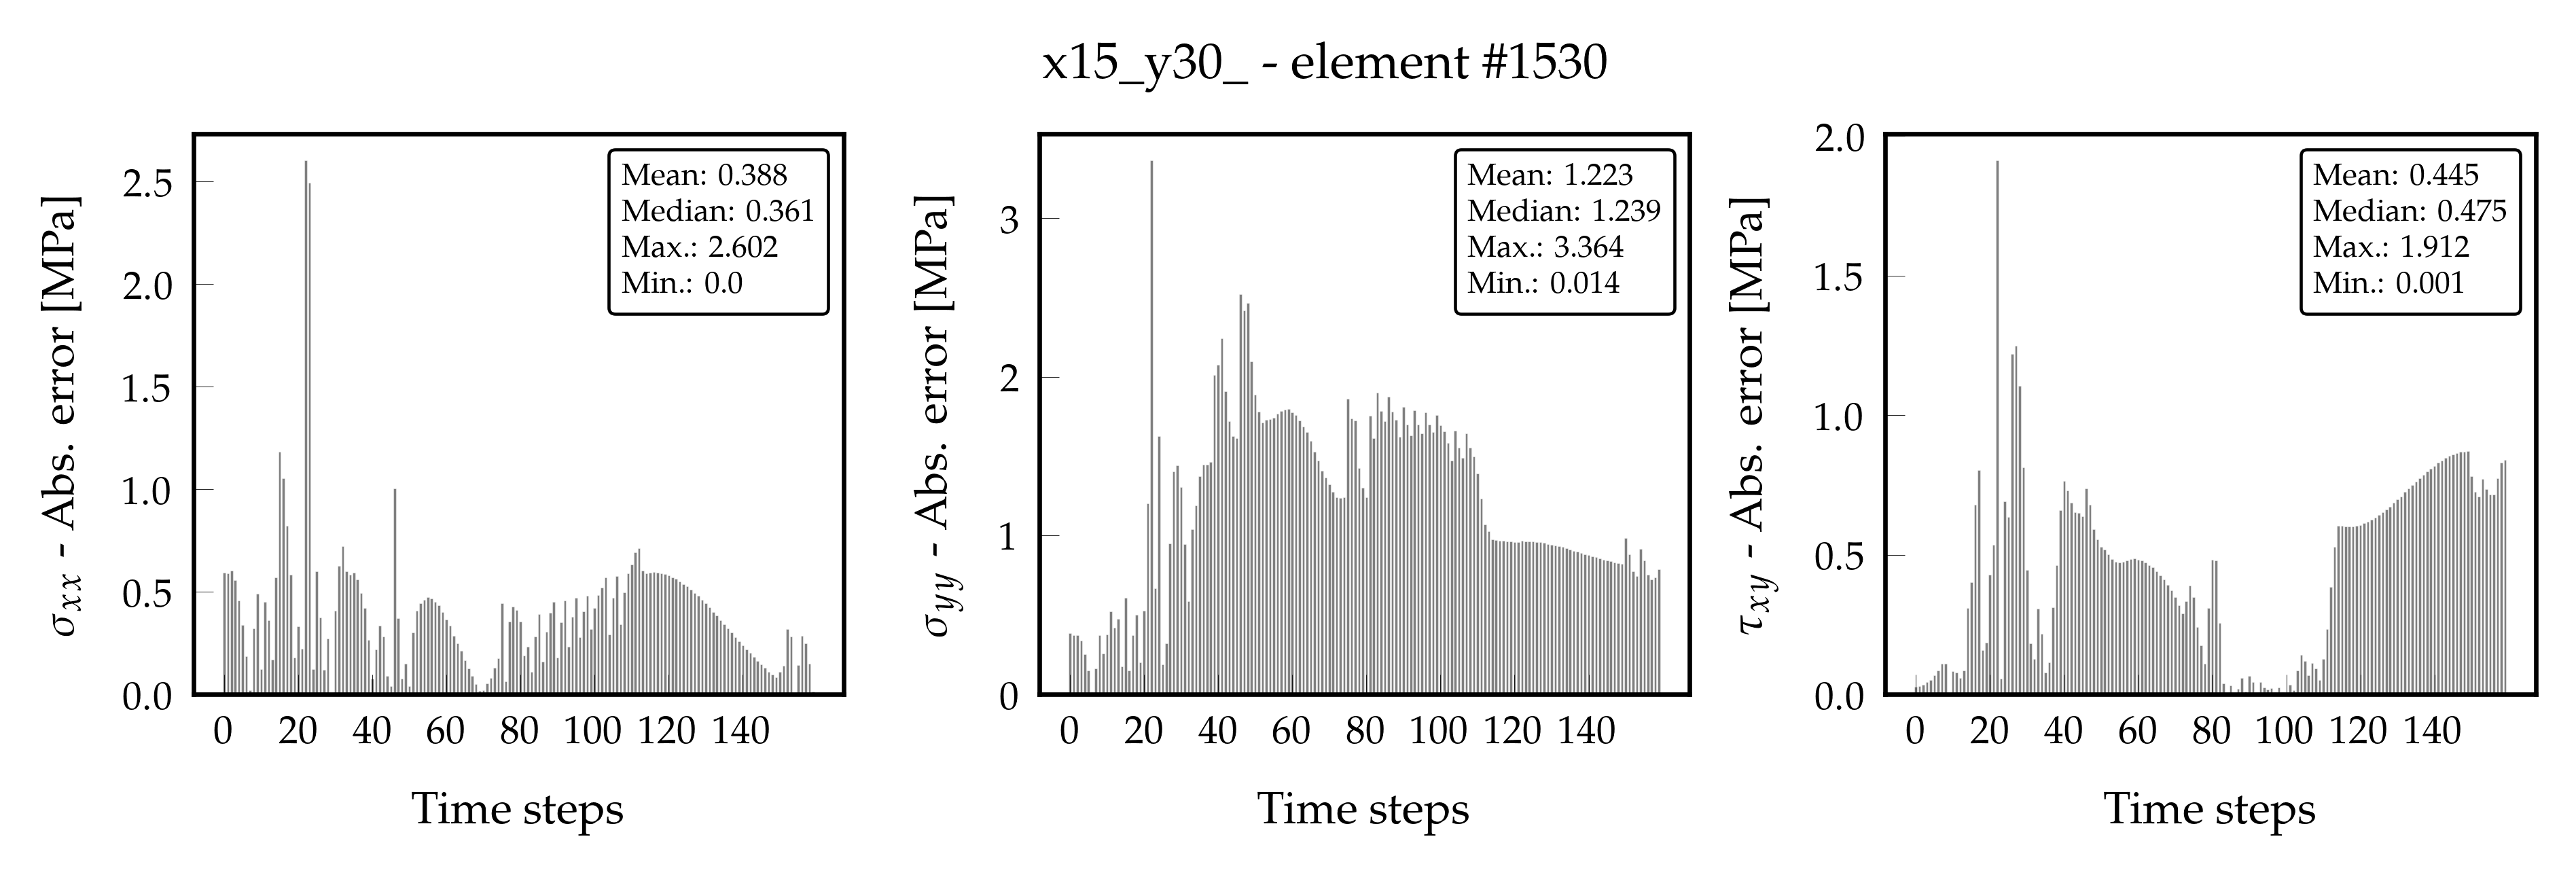 x15_y30_ - element #1530
σxx - Abs. error [MPa]
2.5
2.0
1.5
1.0
0.5
0.0
Mean: 0.388
Median: 0.361
Max.: 2.602
Min.: 0.0
0 20 40 60 80 100 120 140
Time steps
σyy - Abs. error [MPa]
3
2
1
0
Mean: 1.223
Median: 1.239
Max.: 3.364
Min.: 0.014
0 20 40 60 80 100 120 140
Time steps
τxy - Abs. error [MPa]
2.0
1.5
1.0
0.5
0.0
Mean: 0.445
Median: 0.475
Max.: 1.912
Min.: 0.001
0 20 40 60 80 100 120 140
Time steps